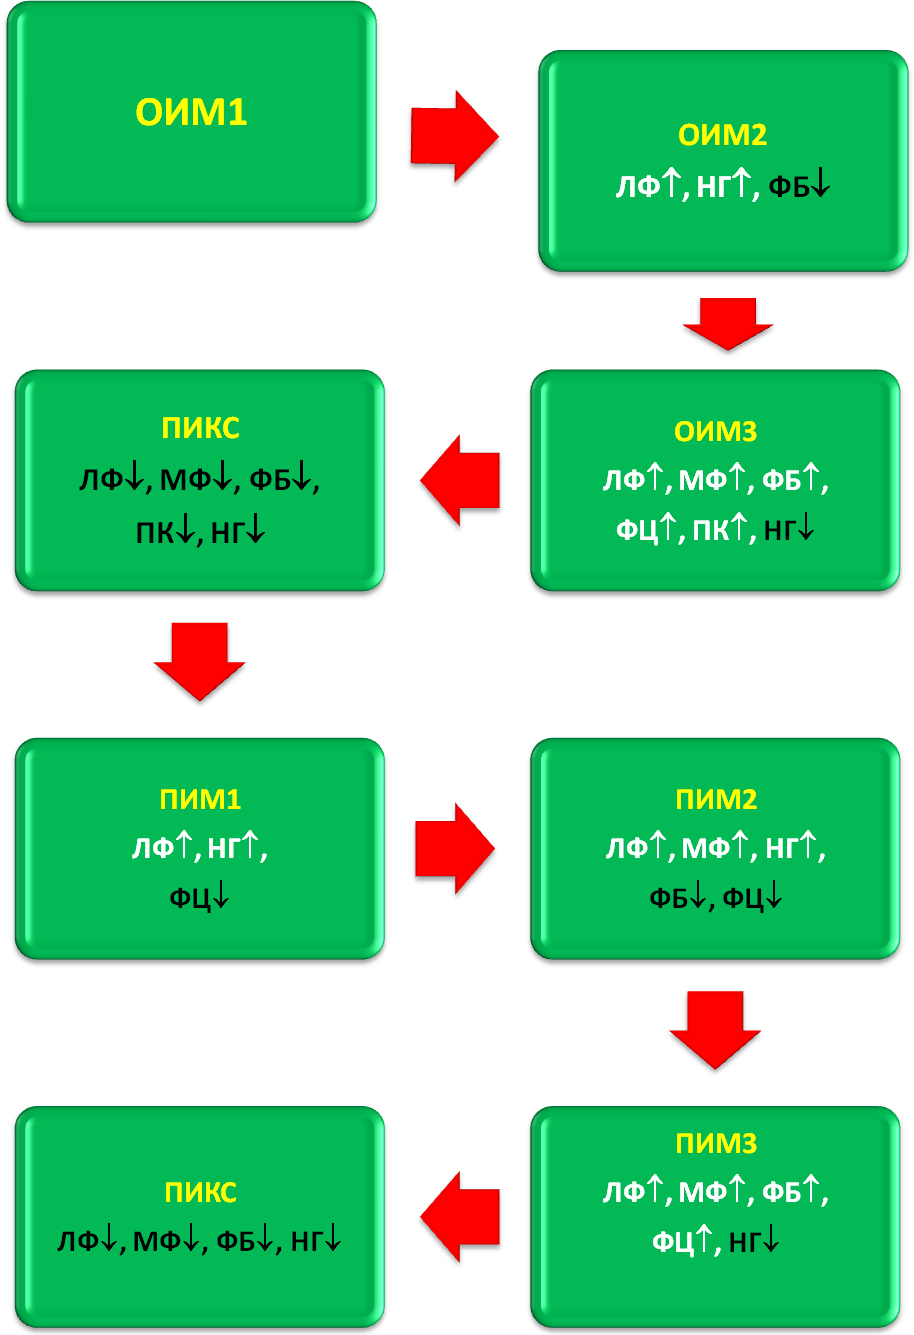 ОИМ1
ОИМ2
ЛФ↑, НГ↑, ФБ↓
ОИМ3
ЛФ↑, МФ↑, ФБ↑,
ФЦ↑, ПК↑, НГ↓
ПИКС
ЛФ↓, МФ↓, ФБ↓,
ПК↓, НГ↓
ПИМ1
ЛФ↑, НГ↑,
ФЦ↓
ПИМ2
ЛФ↑, МФ↑, НГ↑,
ФБ↓, ФЦ↓
ПИМ3
ЛФ↑, МФ↑, ФБ↑,
ФЦ↑, НГ↓
ПИКС
ЛФ↓, МФ↓, ФБ↓, НГ↓